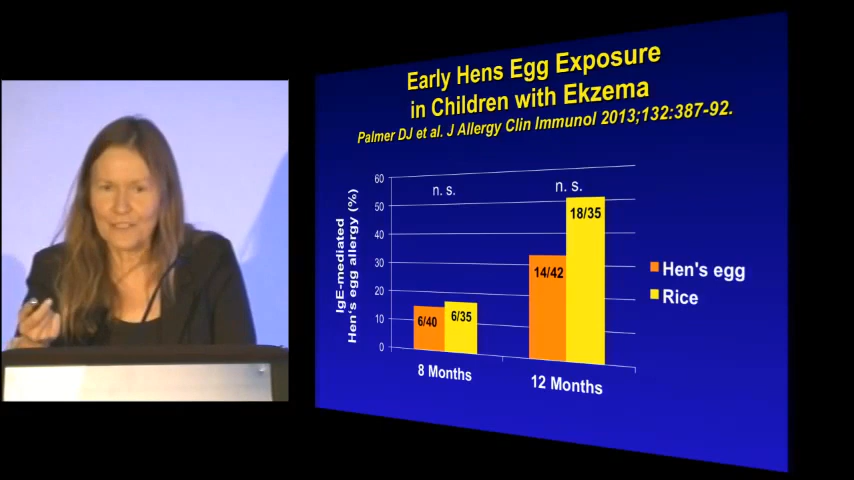 Early Hens Egg Exposure
in Children with Ekzema
Palmer DJ et al. J Allergy Clin Immunol 2013;132:387-92.
IgE-mediated
Hen's egg allergy (%)
60
50
40
30
20
10
0
n. s.
n. s.
6/40
6/35
14/42
18/35
8 Months
12 Months
Hen's egg
Rice